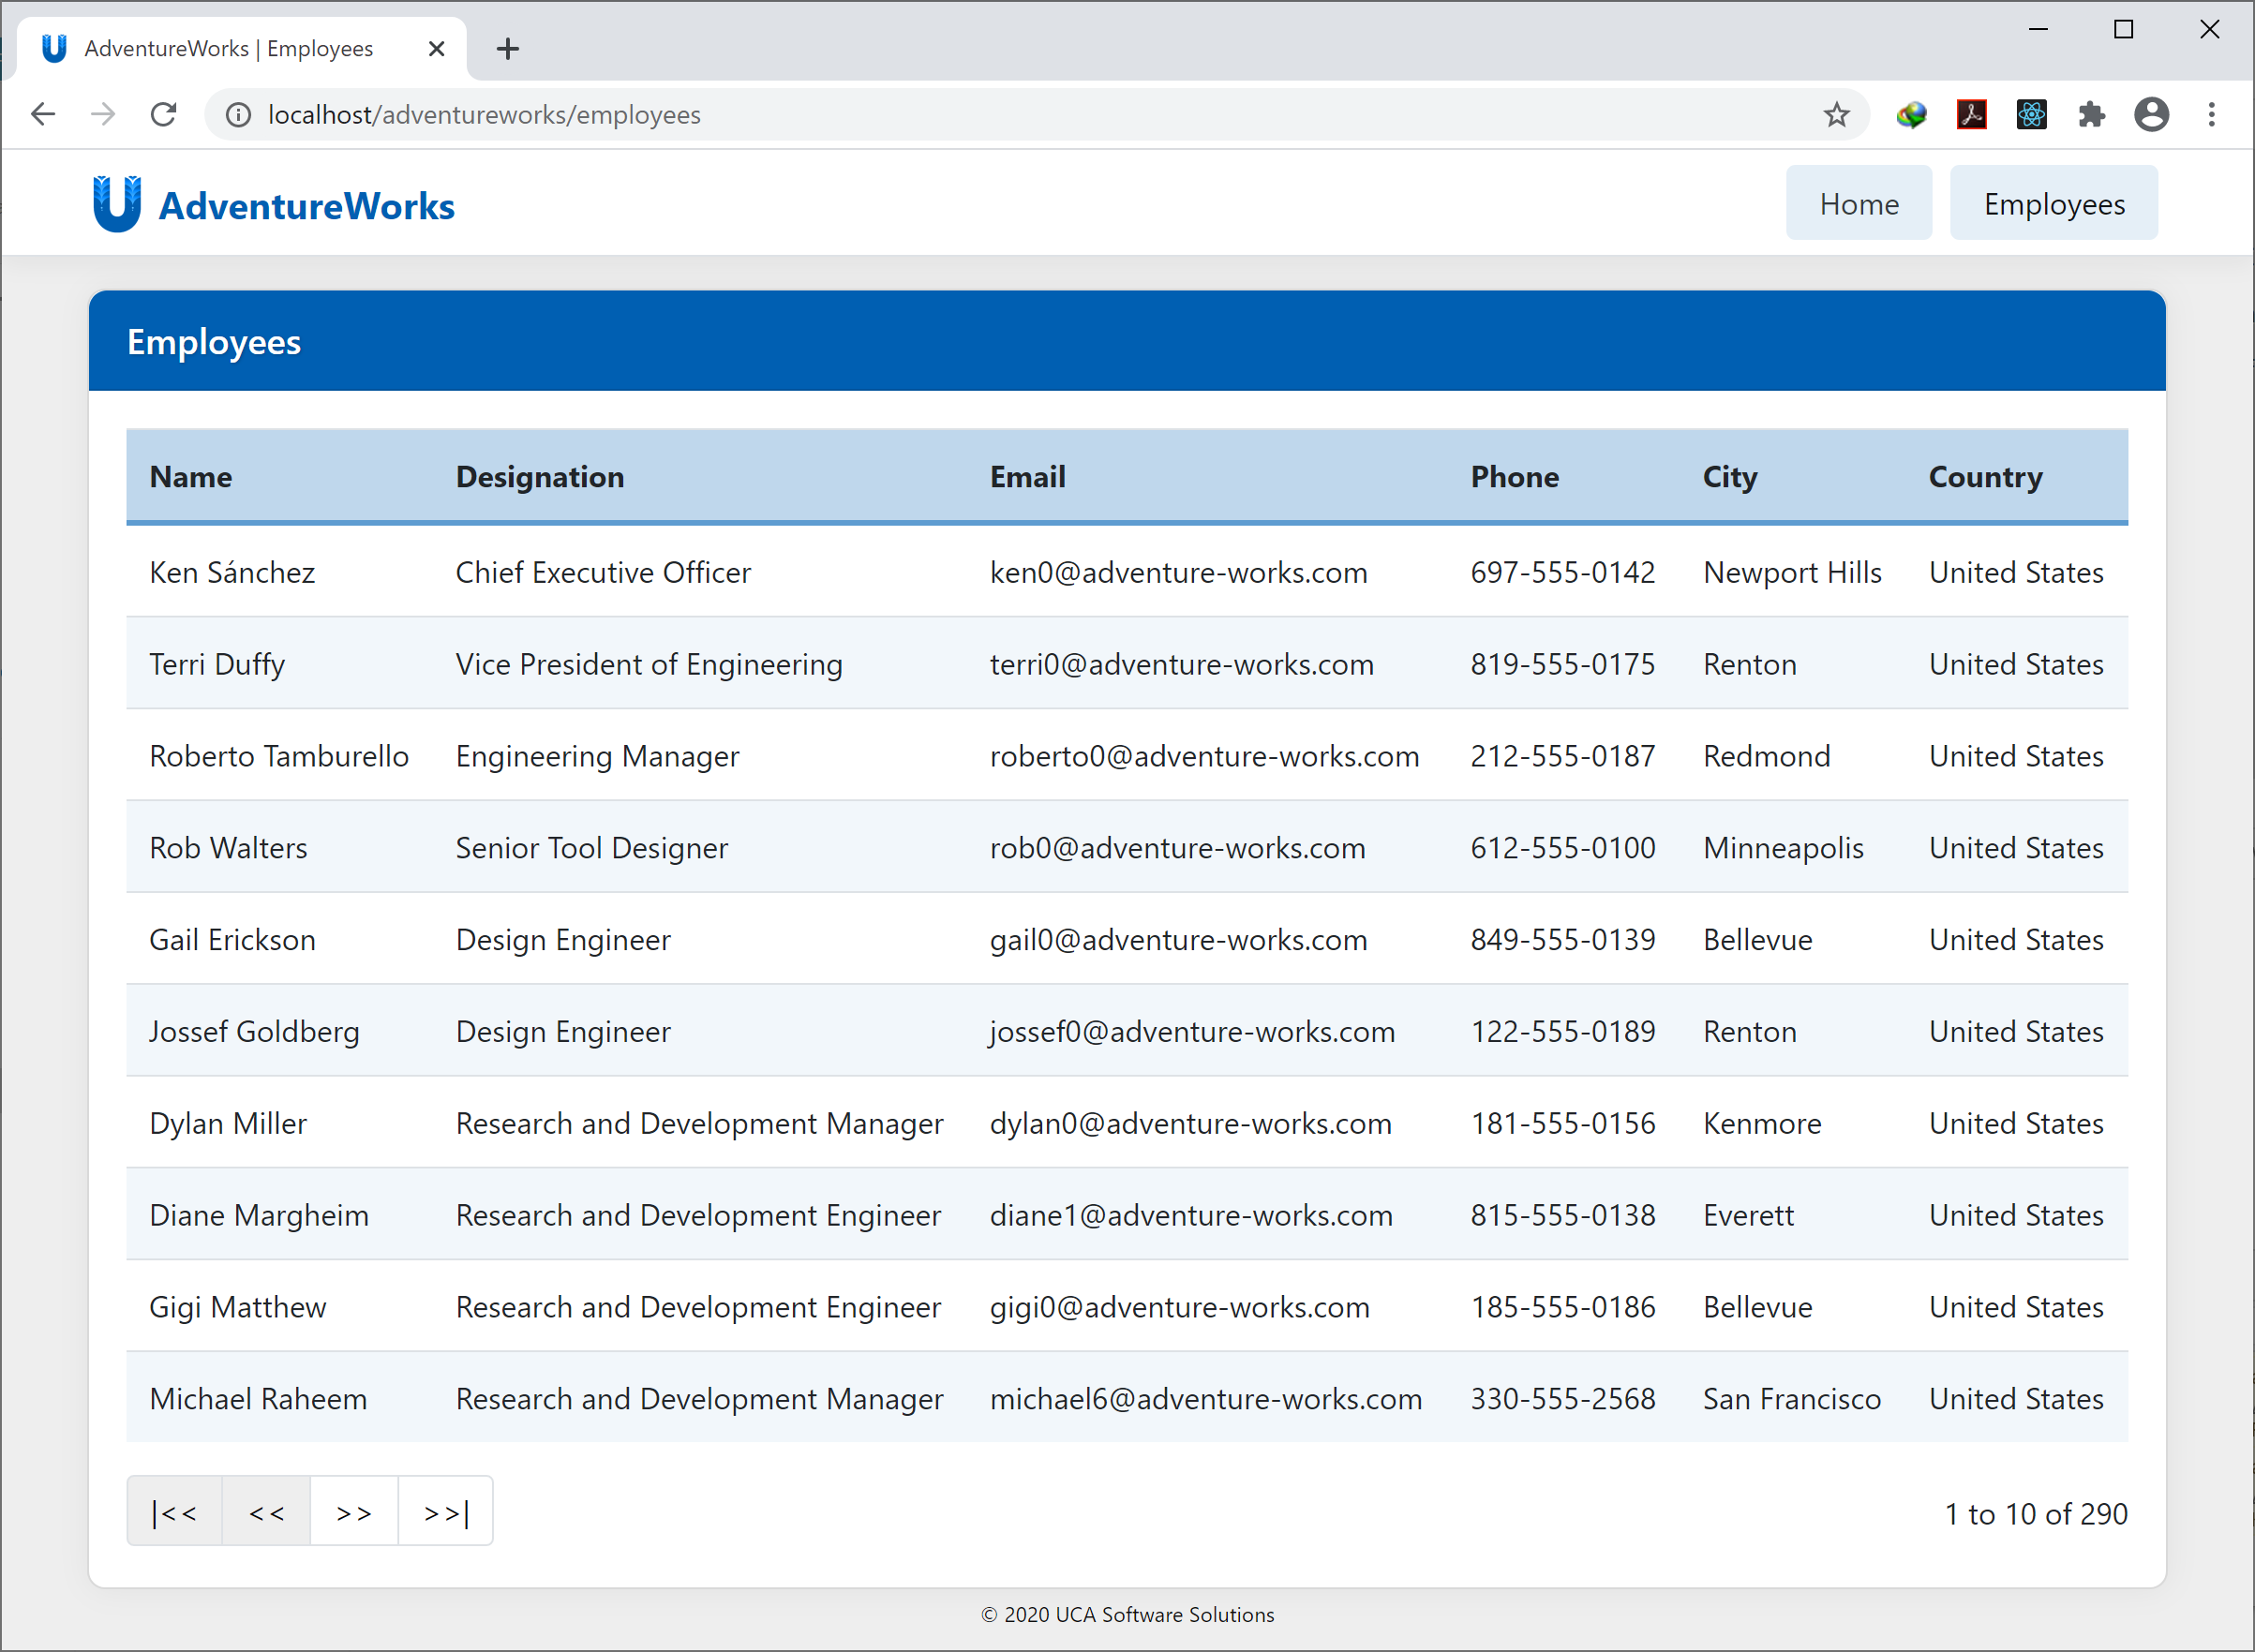 AdventureWorks | Employees
localhost/adventureworks/employees
AdventureWorks Home Employees
Employees
Name Designation Email Phone City Country
Ken Sánchez Chief Executive Officer ken0@adventure-works.com 697-555-0142 Newport Hills United States
Terri Duffy Vice President of Engineering terri0@adventure-works.com 819-555-0175 Renton United States
Roberto Tamburello Engineering Manager roberto0@adventure-works.com 212-555-0187 Redmond United States
Rob Walters Senior Tool Designer rob0@adventure-works.com 612-555-0100 Minneapolis United States
Gail Erickson Design Engineer gail0@adventure-works.com 849-555-0139 Bellevue United States
Jossef Goldberg Design Engineer jossef0@adventure-works.com 122-555-0189 Renton United States
Dylan Miller Research and Development Manager dylan0@adventure-works.com 181-555-0156 Kenmore United States
Diane Margheim Research and Development Engineer diane1@adventure-works.com 815-555-0138 Everett United States
Gigi Matthew Research and Development Engineer gigi0@adventure-works.com 185-555-0186 Bellevue United States
Michael Raheem Research and Development Manager michael6@adventure-works.com 330-555-2568 San Francisco United States
|<< << >> >>| 1 to 10 of 290
© 2020 UCA Software Solutions